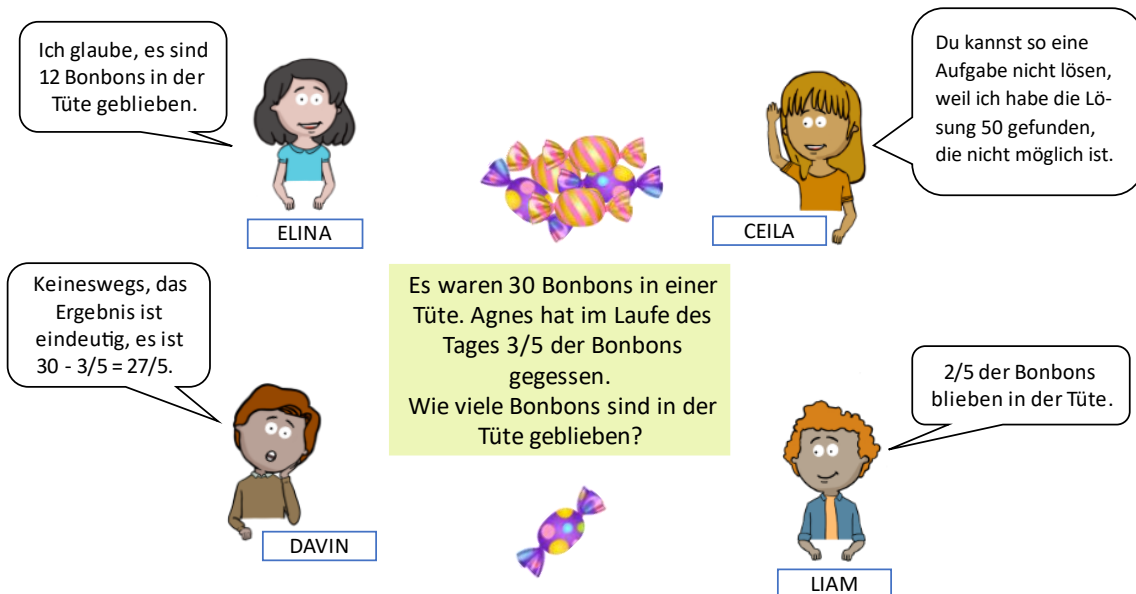 Ich glaube, es sind
12 Bonbons in der
Tüte geblieben.
ELINA
Du kannst so eine
Aufgabe nicht lösen,
weil ich habe die Lö-
sung 50 gefunden,
die nicht möglich ist.
CEILA
Keineswegs, das
Ergebnis ist
eindeutig, es ist
30 - 3/5 = 27/5.
DAVIN
Es waren 30 Bonbons in einer
Tüte. Agnes hat im Laufe des
Tages 3/5 der Bonbons
gegessen.
Wie viele Bonbons sind in der
Tüte geblieben?
2/5 der Bonbons
blieben in der Tüte.
LIAM